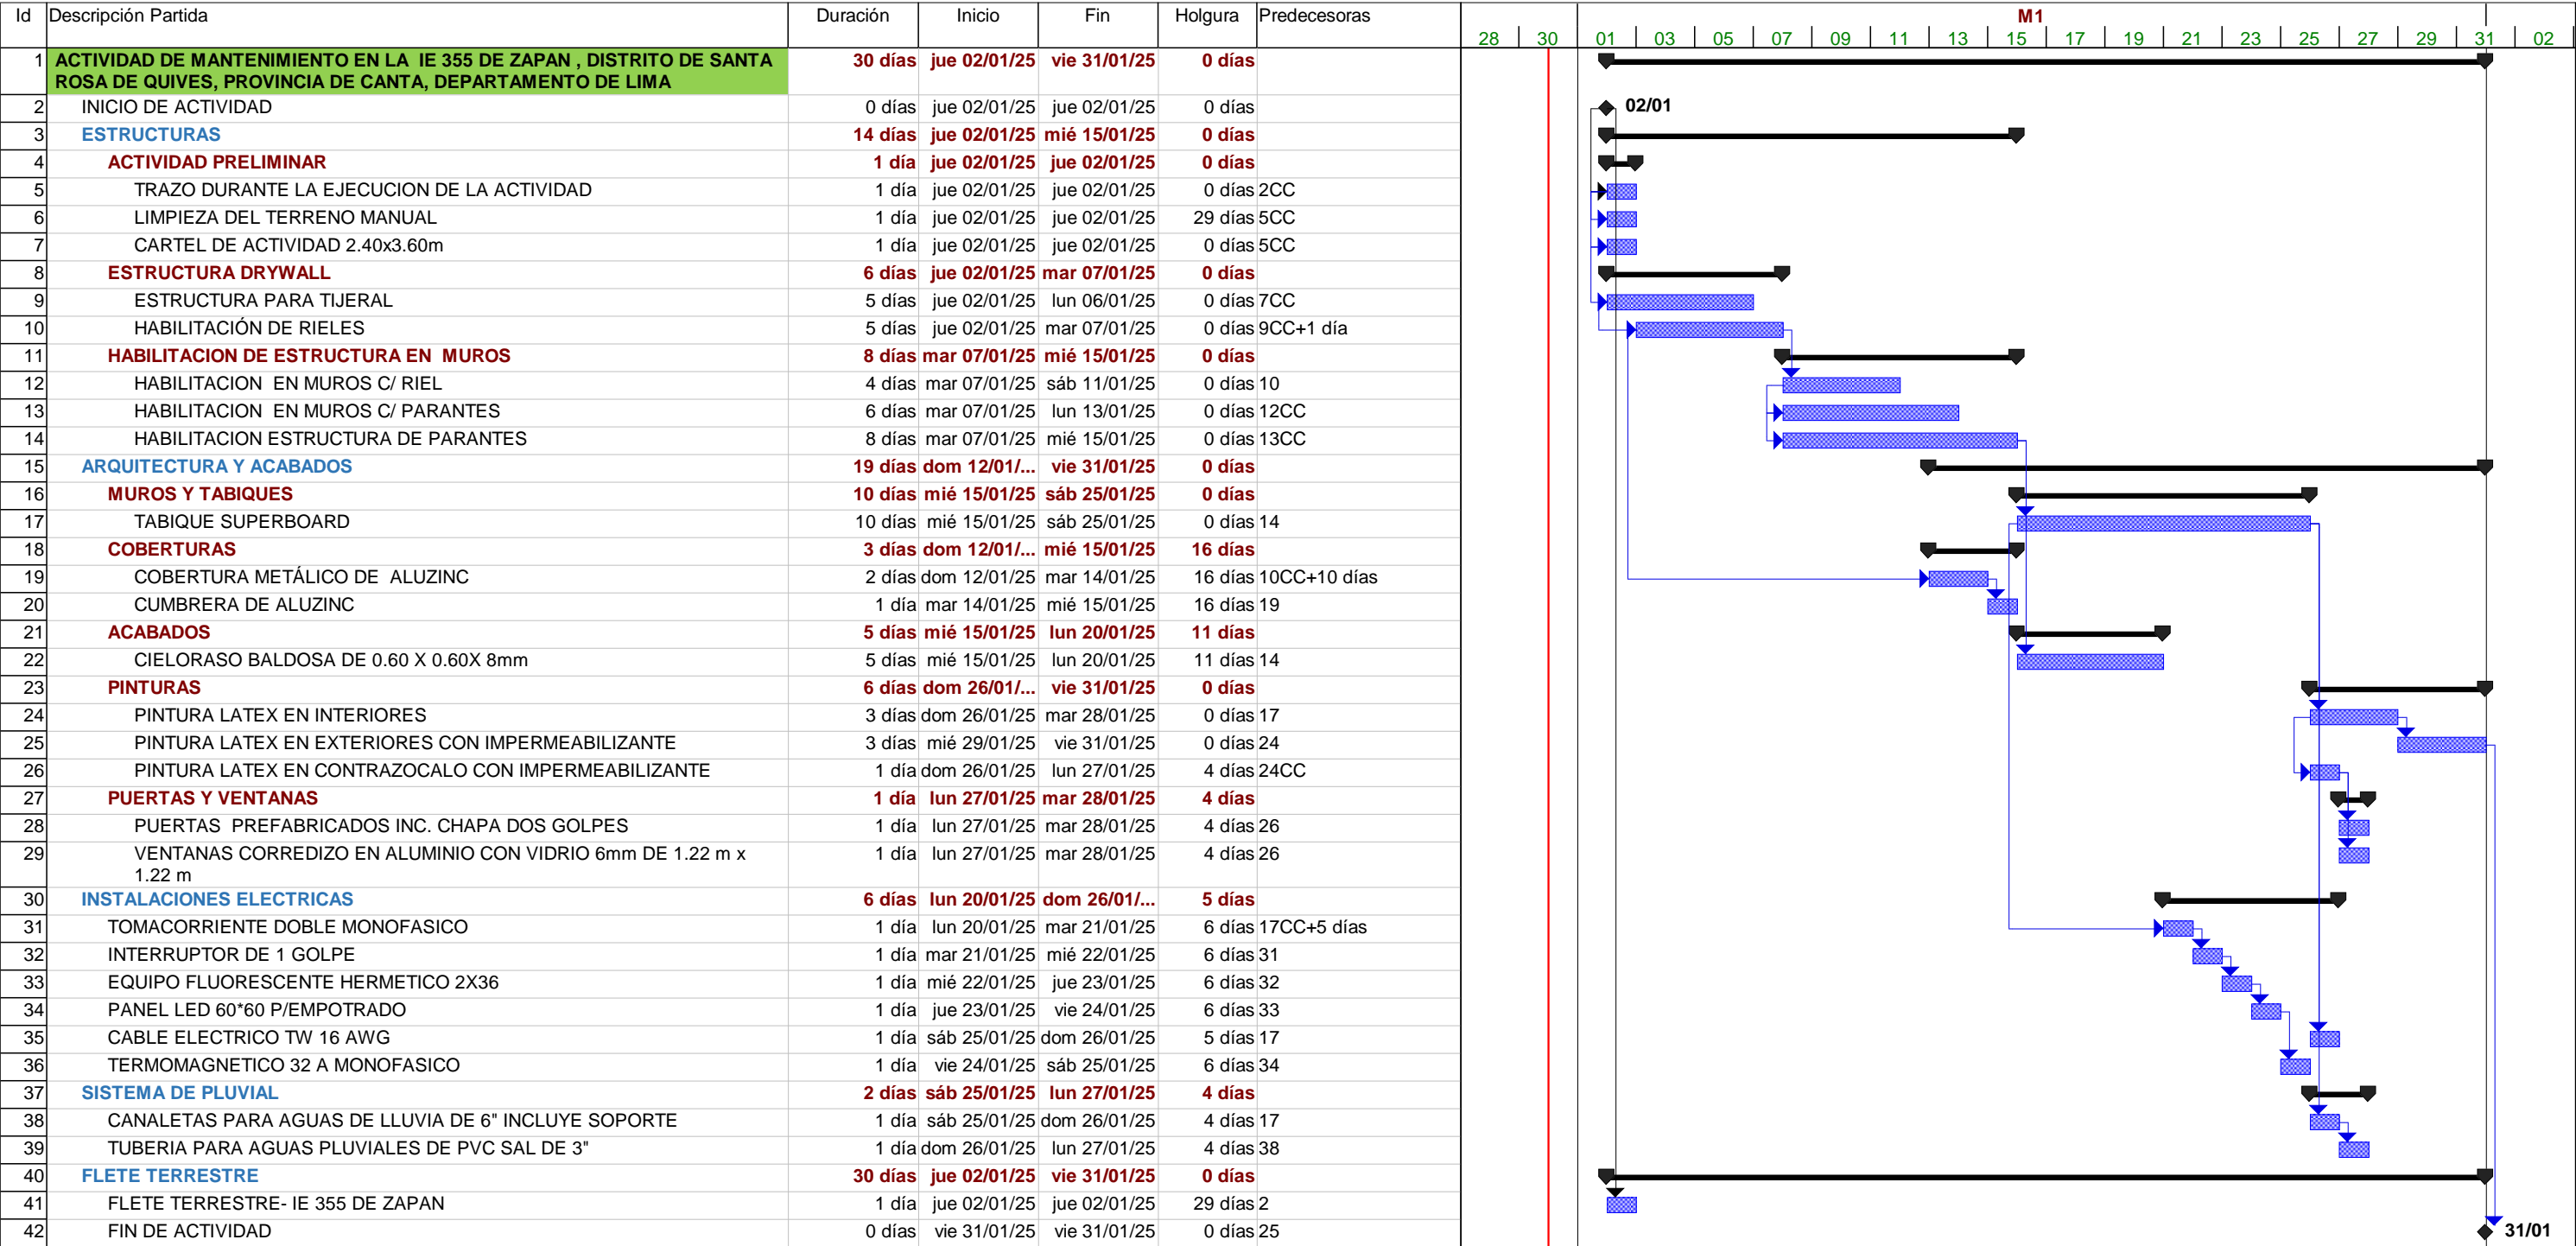 Id Descripción Partida Duración Inicio Fin Holgura Predecesoras M1
28 30 01 03 05 07 09 11 13 15 17 19 21 23 25 27 29 31 02
1 ACTIVIDAD DE MANTENIMIENTO EN LA IE 355 DE ZAPAN , DISTRITO DE SANTA 30 días jue 02/01/25 vie 31/01/25 0 días
ROSA DE QUIVES, PROVINCIA DE CANTA, DEPARTAMENTO DE LIMA
2 INICIO DE ACTIVIDAD 0 días jue 02/01/25 jue 02/01/25 0 días 02/01
3 ESTRUCTURAS 14 días jue 02/01/25 mié 15/01/25 0 días
4 ACTIVIDAD PRELIMINAR 1 día jue 02/01/25 jue 02/01/25 0 días
5 TRAZO DURANTE LA EJECUCION DE LA ACTIVIDAD 1 día jue 02/01/25 jue 02/01/25 0 días 2CC
6 LIMPIEZA DEL TERRENO MANUAL 1 día jue 02/01/25 jue 02/01/25 29 días 5CC
7 CARTEL DE ACTIVIDAD 2.40x3.60m 1 día jue 02/01/25 jue 02/01/25 0 días 5CC
8 ESTRUCTURA DRYWALL 6 días jue 02/01/25 mar 07/01/25 0 días
9 ESTRUCTURA PARA TIJERAL 5 días jue 02/01/25 lun 06/01/25 0 días 7CC
10 HABILITACIÓN DE RIELES 5 días jue 02/01/25 mar 07/01/25 0 días 9CC+1 día
11 HABILITACION DE ESTRUCTURA EN MUROS 8 días mar 07/01/25 mié 15/01/25 0 días
12 HABILITACION EN MUROS C/ RIEL 4 días mar 07/01/25 sáb 11/01/25 0 días 10
13 HABILITACION EN MUROS C/ PARANTES 6 días mar 07/01/25 lun 13/01/25 0 días 12CC
14 HABILITACION ESTRUCTURA DE PARANTES 8 días mar 07/01/25 mié 15/01/25 0 días 13CC
15 ARQUITECTURA Y ACABADOS 19 días dom 12/01/... vie 31/01/25 0 días
16 MUROS Y TABIQUES 10 días mié 15/01/25 sáb 25/01/25 0 días
17 TABIQUE SUPERBOARD 10 días mié 15/01/25 sáb 25/01/25 0 días 14
18 COBERTURAS 3 días dom 12/01/... mié 15/01/25 16 días
19 COBERTURA METÁLICO DE ALUZINC 2 días dom 12/01/25 mar 14/01/25 16 días 10CC+10 días
20 CUMBRERA DE ALUZINC 1 día mar 14/01/25 mié 15/01/25 16 días 19
21 ACABADOS 5 días mié 15/01/25 lun 20/01/25 11 días
22 CIELORASO BALDOSA DE 0.60 X 0.60X 8mm 5 días mié 15/01/25 lun 20/01/25 11 días 14
23 PINTURAS 6 días dom 26/01/... vie 31/01/25 0 días
24 PINTURA LATEX EN INTERIORES 3 días dom 26/01/25 mar 28/01/25 0 días 17
25 PINTURA LATEX EN EXTERIORES CON IMPERMEABILIZANTE 3 días mié 29/01/25 vie 31/01/25 0 días 24
26 PINTURA LATEX EN CONTRAZOCALO CON IMPERMEABILIZANTE 1 día dom 26/01/25 lun 27/01/25 4 días 24CC
27 PUERTAS Y VENTANAS 1 día lun 27/01/25 mar 28/01/25 4 días
28 PUERTAS PREFABRICADOS INC. CHAPA DOS GOLPES 1 día lun 27/01/25 mar 28/01/25 4 días 26
29 VENTANAS CORREDIZO EN ALUMINIO CON VIDRIO 6mm DE 1.22 m x 1 día lun 27/01/25 mar 28/01/25 4 días 26
1.22 m
30 INSTALACIONES ELECTRICAS 6 días lun 20/01/25 dom 26/01/... 5 días
31 TOMACORRIENTE DOBLE MONOFASICO 1 día lun 20/01/25 mar 21/01/25 6 días 17CC+5 días
32 INTERRUPTOR DE 1 GOLPE 1 día mar 21/01/25 mié 22/01/25 6 días 31
33 EQUIPO FLUORESCENTE HERMETICO 2X36 1 día mié 22/01/25 jue 23/01/25 6 días 32
34 PANEL LED 60*60 P/EMPOTRADO 1 día jue 23/01/25 vie 24/01/25 6 días 33
35 CABLE ELECTRICO TW 16 AWG 1 día sáb 25/01/25 dom 26/01/25 5 días 17
36 TERMOMAGNETICO 32 A MONOFASICO 1 día vie 24/01/25 sáb 25/01/25 6 días 34
37 SISTEMA DE PLUVIAL 2 días sáb 25/01/25 lun 27/01/25 4 días
38 CANALETAS PARA AGUAS DE LLUVIA DE 6" INCLUYE SOPORTE 1 día sáb 25/01/25 dom 26/01/25 4 días 17
39 TUBERIA PARA AGUAS PLUVIALES DE PVC SAL DE 3" 1 día dom 26/01/25 lun 27/01/25 4 días 38
40 FLETE TERRESTRE 30 días jue 02/01/25 vie 31/01/25 0 días
41 FLETE TERRESTRE- IE 355 DE ZAPAN 1 día jue 02/01/25 jue 02/01/25 29 días 2
42 FIN DE ACTIVIDAD 0 días vie 31/01/25 vie 31/01/25 0 días 25 31/01